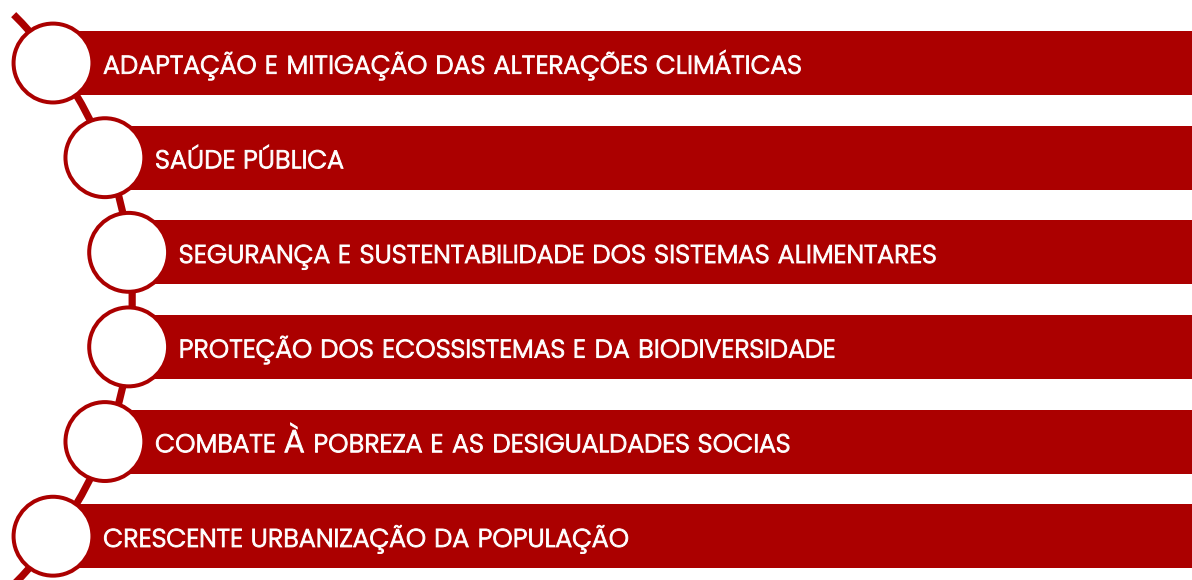 ADAPTAÇÃO E MITIGAÇÃO DAS ALTERAÇÕES CLIMÁTICAS
SAÚDE PÚBLICA
SEGURANÇA E SUSTENTABILIDADE DOS SISTEMAS ALIMENTARES
PROTEÇÃO DOS ECOSSISTEMAS E DA BIODIVERSIDADE
COMBATE À POBREZA E AS DESIGUALDADES SOCIAS
CRESCENTE URBANIZAÇÃO DA POPULAÇÃO